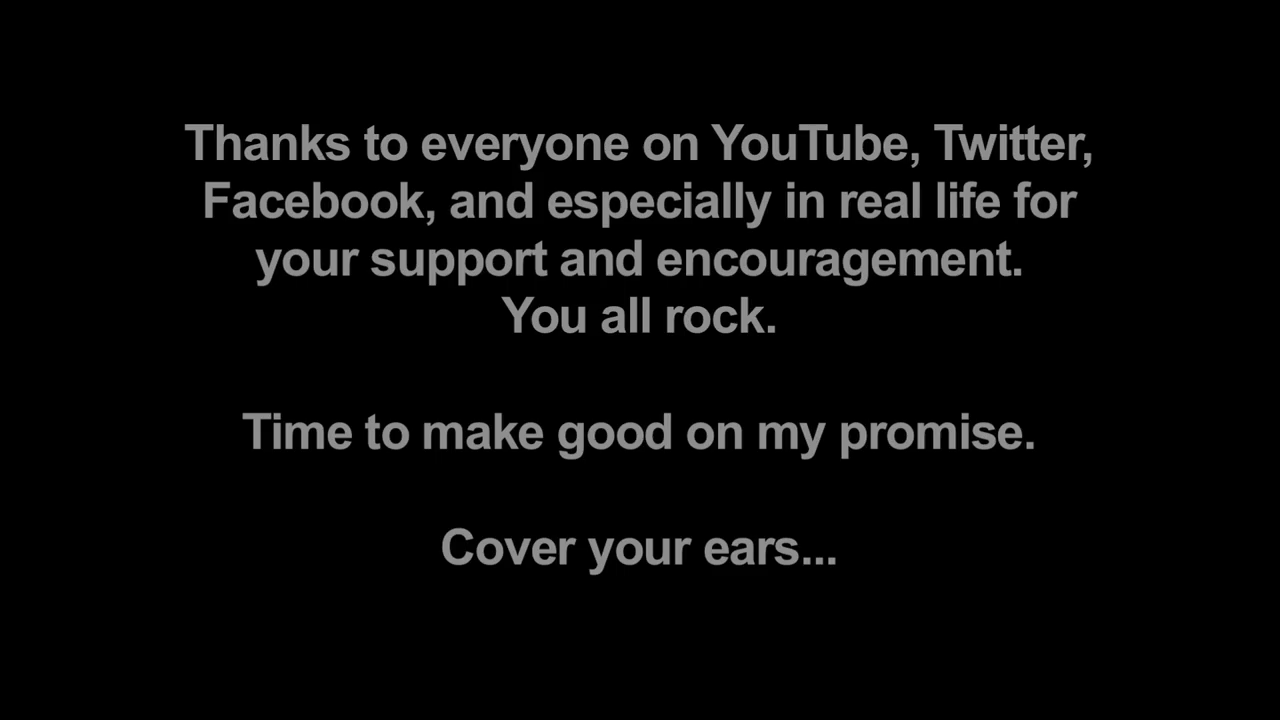 Thanks to everyone on YouTube, Twitter,
Facebook, and especially in real life for
your support and encouragement.
You all rock.
Time to make good on my promise.
Cover your ears...